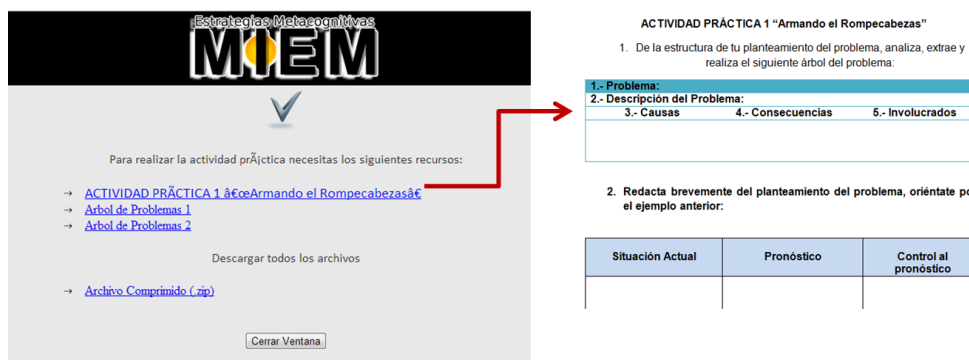 Estrategias Metacognitivas
MIEM
Para realizar la actividad prÃ¡ctica necesitas los siguientes recursos:
→ ACTIVIDAD PRÃCTICA 1 â€œArmando el Rompecabezasâ€
→ Arbol de Problemas 1
→ Arbol de Problemas 2
Descargar todos los archivos
→ Archivo Comprimido (.zip)
Cerrar Ventana
ACTIVIDAD PRÁCTICA 1 “Armando el Rompecabezas”
1. De la estructura de tu planteamiento del problema, analiza, extrae y
realiza el siguiente árbol del problema:
1.- Problema:
2.- Descripción del Problema:
3.- Causas 4.- Consecuencias 5.- Involucrados
2. Redacta brevemente del planteamiento del problema, oriéntate po
el ejemplo anterior:
Situación Actual Pronóstico Control al
pronóstico